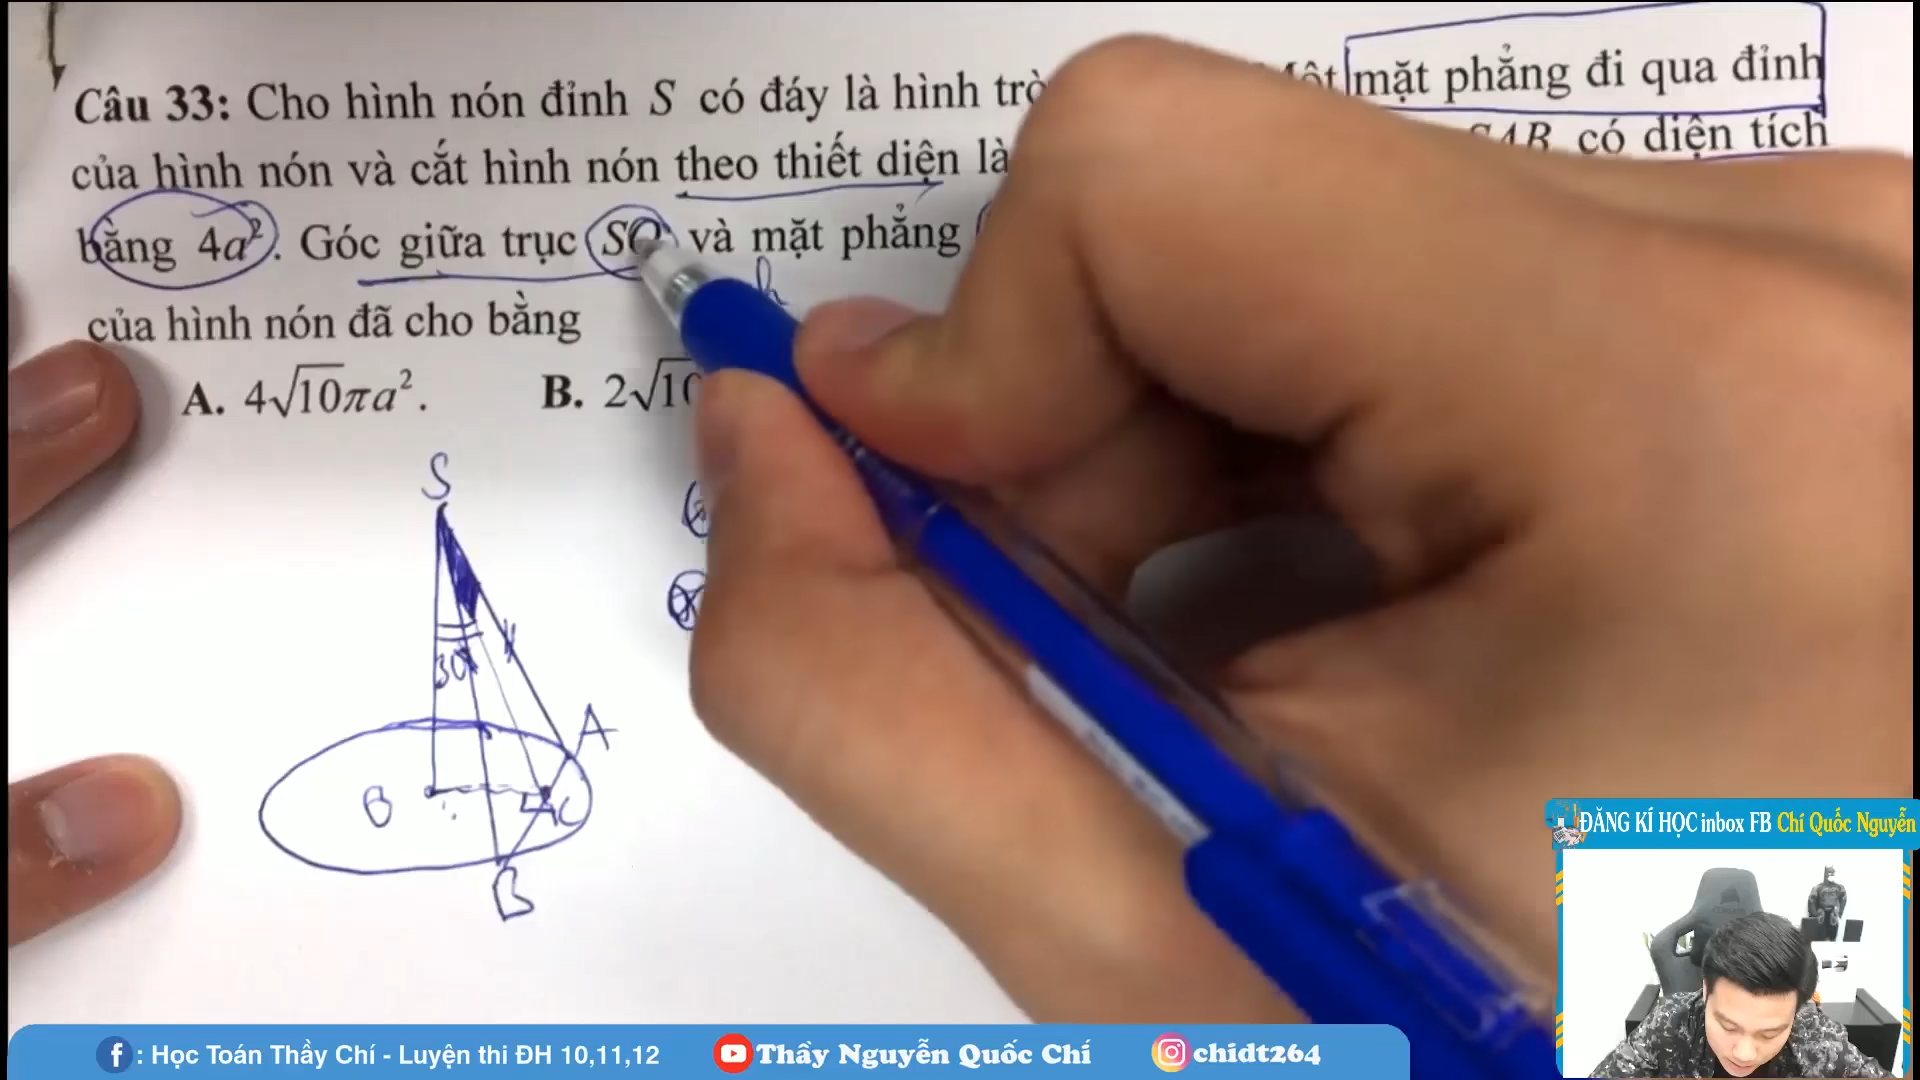 Câu 33: Cho hình nón đỉnh S có đáy là hình mặt phẳng đi qua đỉnh
của hình nón và cắt hình nón theo thiết diện là SAB có diện tích
bằng 4a². Góc giữa trục SO và mặt phẳng
của hình nón đã cho bằng
h
A. 4√10πa². B. 2√10
S
30
A
O
B
ĐĂNG KÍ HỌC inbox FB Chí Quốc Nguyễn
f : Học Toán Thầy Chí - Luyện thi ĐH 10,11,12 Thầy Nguyễn Quốc Chí chidt264